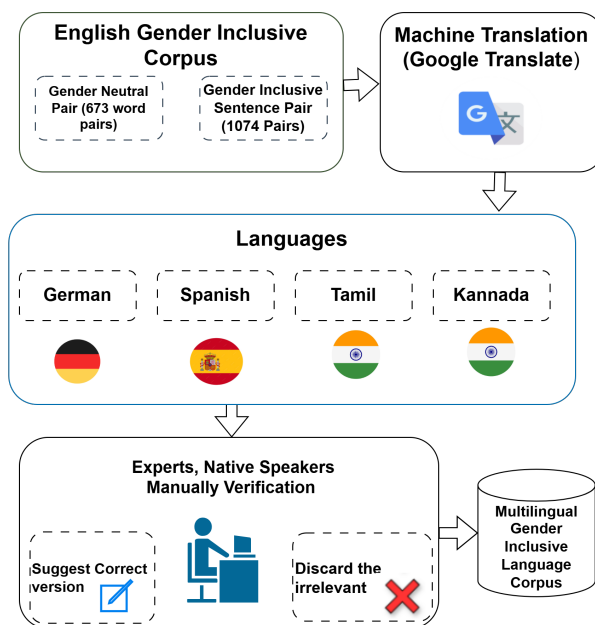 English Gender Inclusive
Corpus
Gender Neutral
Pair (673 word
pairs)
Gender Inclusive
Sentence Pair
(1074 Pairs)
Machine Translation
(Google Translate)
G
文
Languages
German
Spanish
Tamil
Kannada
Experts, Native Speakers
Manually Verification
Suggest Correct
version
Discard the
irrelevant
Multilingual
Gender
Inclusive
Language
Corpus